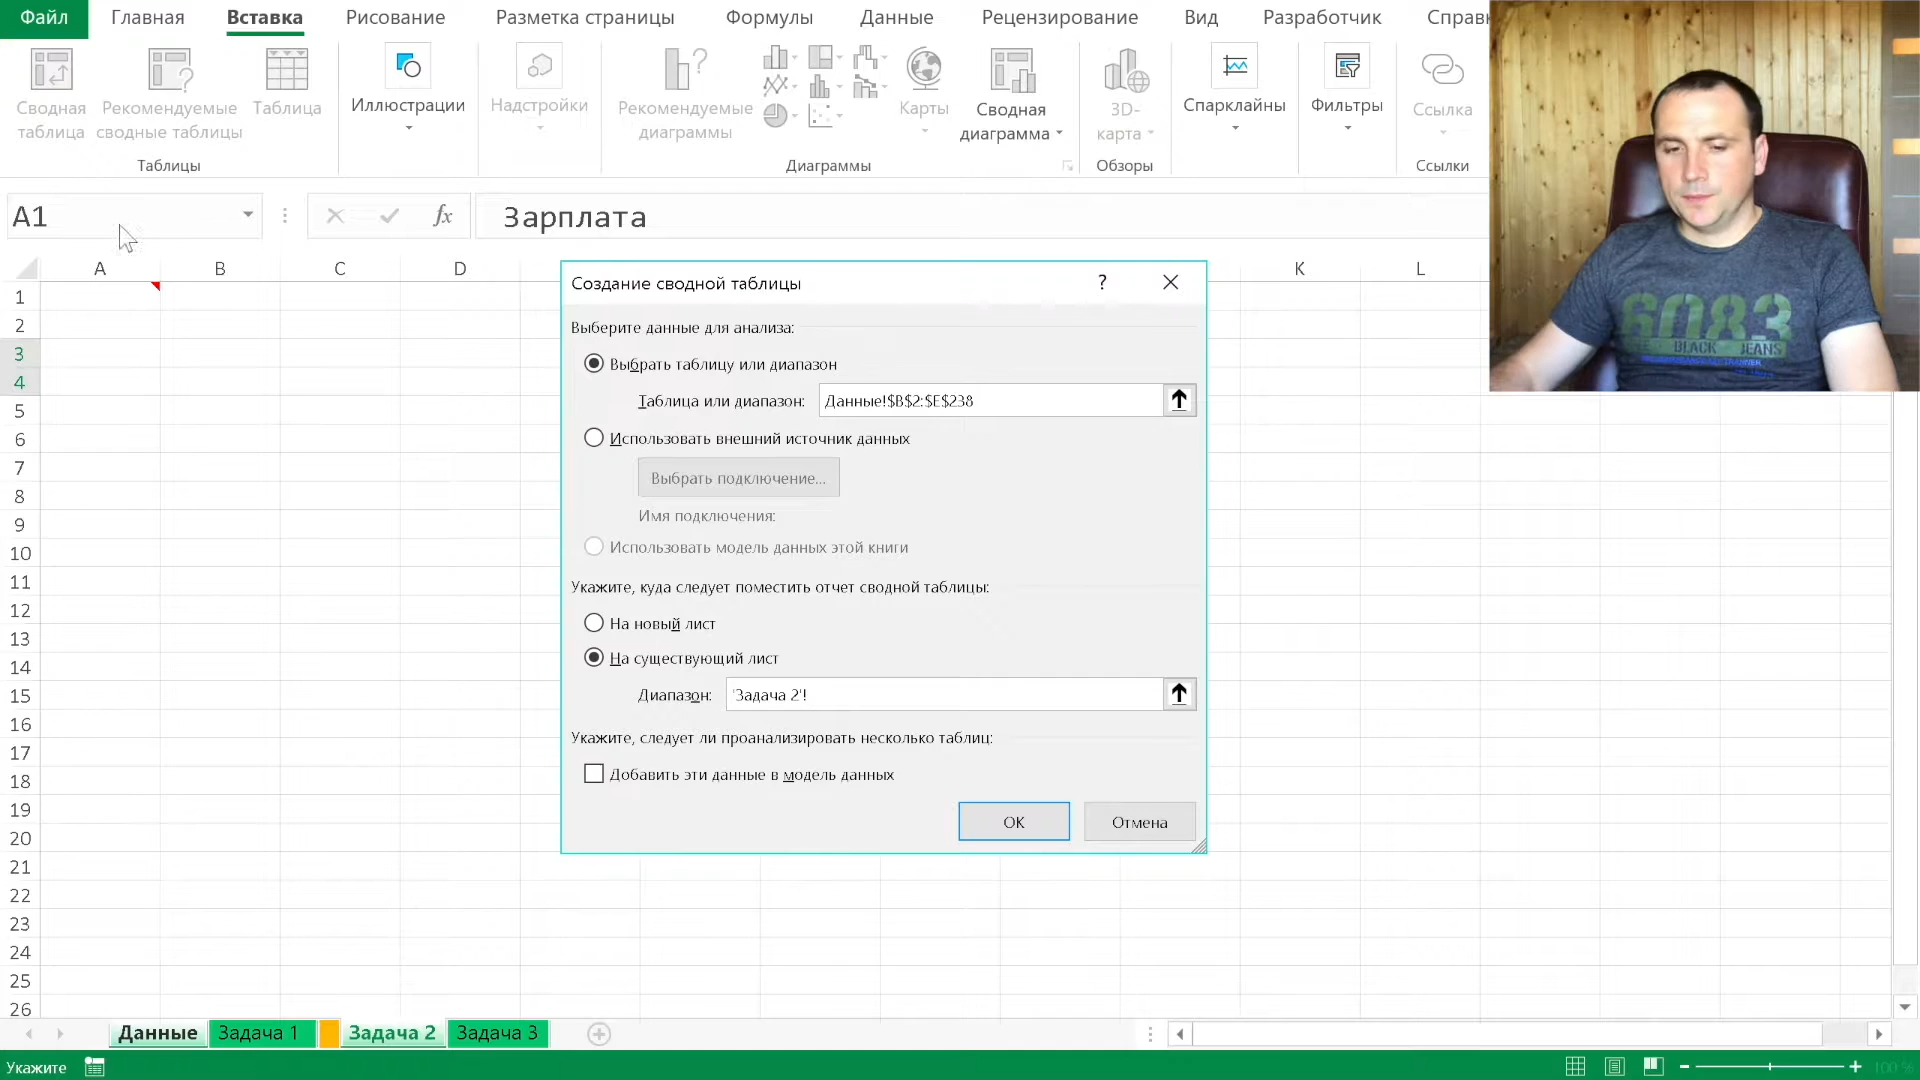 Файл Главная Вставка Рисование Разметка страницы Формулы Данные Рецензирование Вид Разработчик
Сводная таблица
Рекомендуемые сводные таблицы
Таблица
Таблицы
Иллюстрации
Надстройки
Рекомендуемые диаграммы
Карты
Сводная диаграмма
Диаграммы
3D-карта
Обзоры
Спарклайны
Фильтры
Ссылка
Ссылки
A1
fx
Зарплата
A B C D K L
1
2
3
4
5
6
7
8
9
10
11
12
13
14
15
16
17
18
19
20
21
22
23
24
25
26
Создание сводной таблицы ?
Выберите данные для анализа:
Выбрать таблицу или диапазон
Таблица или диапазон: Данные!$B$2:$E$238
Использовать внешний источник данных
Выбрать подключение...
Имя подключения:
Использовать модель данных этой книги
Укажите, куда следует поместить отчет сводной таблицы:
На новый лист
На существующий лист
Диапазон: 'Задача 2'!
Укажите, следует ли проанализировать несколько таблиц:
Добавить эти данные в модель данных
ОК Отмена
6083
BLACK JEANS
Данные Задача 1 Задача 2 Задача 3
Укажите
100 %